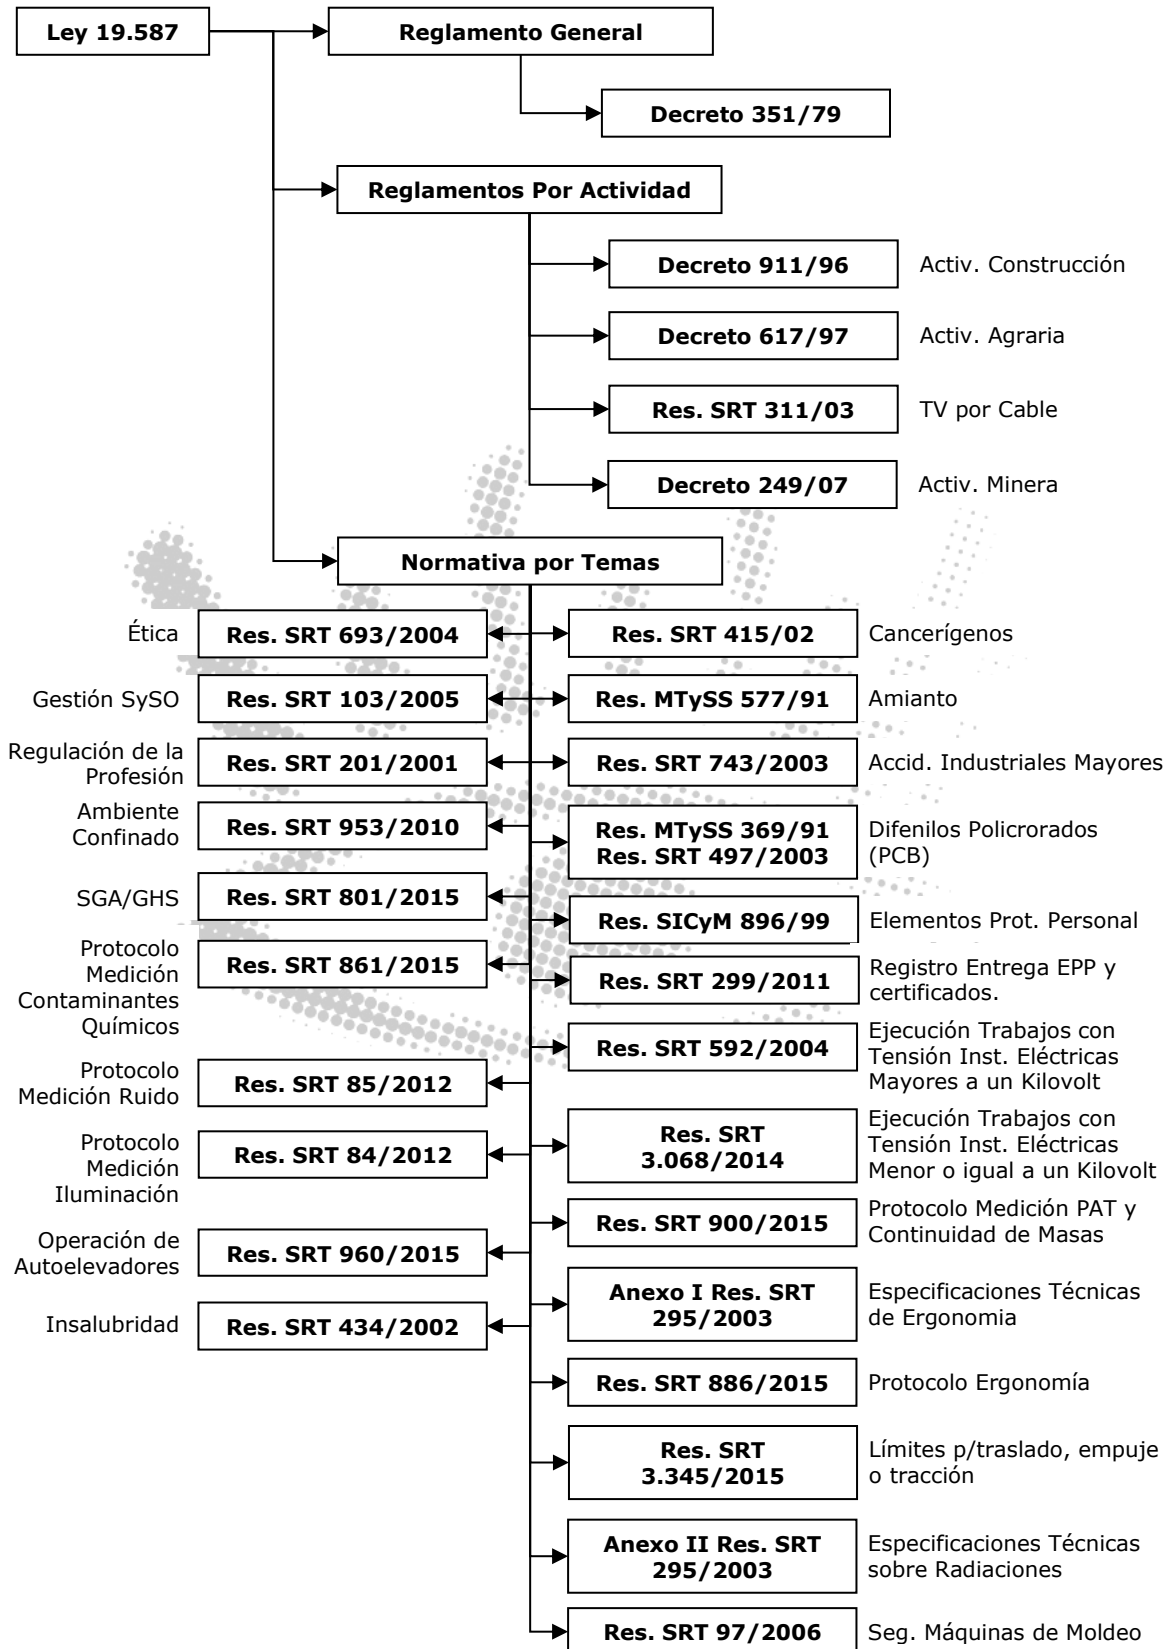 Ley 19.587
Reglamento General
Decreto 351/79
Reglamentos Por Actividad
Decreto 911/96
Activ. Construcción
Decreto 617/97
Activ. Agraria
Res. SRT 311/03
TV por Cable
Decreto 249/07
Activ. Minera
Normativa por Temas
Ética
Res. SRT 693/2004
Res. SRT 415/02
Cancerígenos
Gestión SySO
Res. SRT 103/2005
Res. MTySS 577/91
Amianto
Regulación de la
Profesión
Res. SRT 201/2001
Res. SRT 743/2003
Accid. Industriales Mayores
Ambiente
Confinado
Res. SRT 953/2010
Res. MTySS 369/91
Res. SRT 497/2003
Difenilos Policrorados
(PCB)
SGA/GHS
Res. SRT 801/2015
Res. SICyM 896/99
Elementos Prot. Personal
Protocolo
Medición
Contaminantes
Químicos
Res. SRT 861/2015
Res. SRT 299/2011
Registro Entrega EPP y
certificados.
Res. SRT 592/2004
Ejecución Trabajos con
Tensión Inst. Eléctricas
Mayores a un Kilovolt
Protocolo
Medición Ruido
Res. SRT 85/2012
Res. SRT
3.068/2014
Ejecución Trabajos con
Tensión Inst. Eléctricas
Menor o igual a un Kilovolt
Protocolo
Medición
Iluminación
Res. SRT 84/2012
Res. SRT 900/2015
Protocolo Medición PAT y
Continuidad de Masas
Operación de
Autoelevadores
Res. SRT 960/2015
Anexo I Res. SRT
295/2003
Especificaciones Técnicas
de Ergonomia
Insalubridad
Res. SRT 434/2002
Res. SRT 886/2015
Protocolo Ergonomía
Res. SRT
3.345/2015
Límites p/traslado, empuje
o tracción
Anexo II Res. SRT
295/2003
Especificaciones Técnicas
sobre Radiaciones
Res. SRT 97/2006
Seg. Máquinas de Moldeo